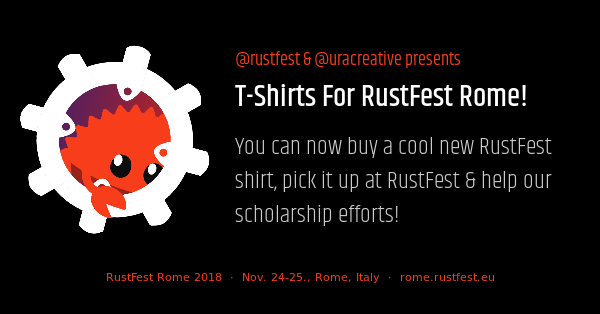 @rustfest & @uracreative presents
T-Shirts For RustFest Rome!
You can now buy a cool new RustFest
shirt, pick it up at RustFest & help our
scholarship efforts!
RustFest Rome 2018 · Nov. 24-25., Rome, Italy · rome.rustfest.eu